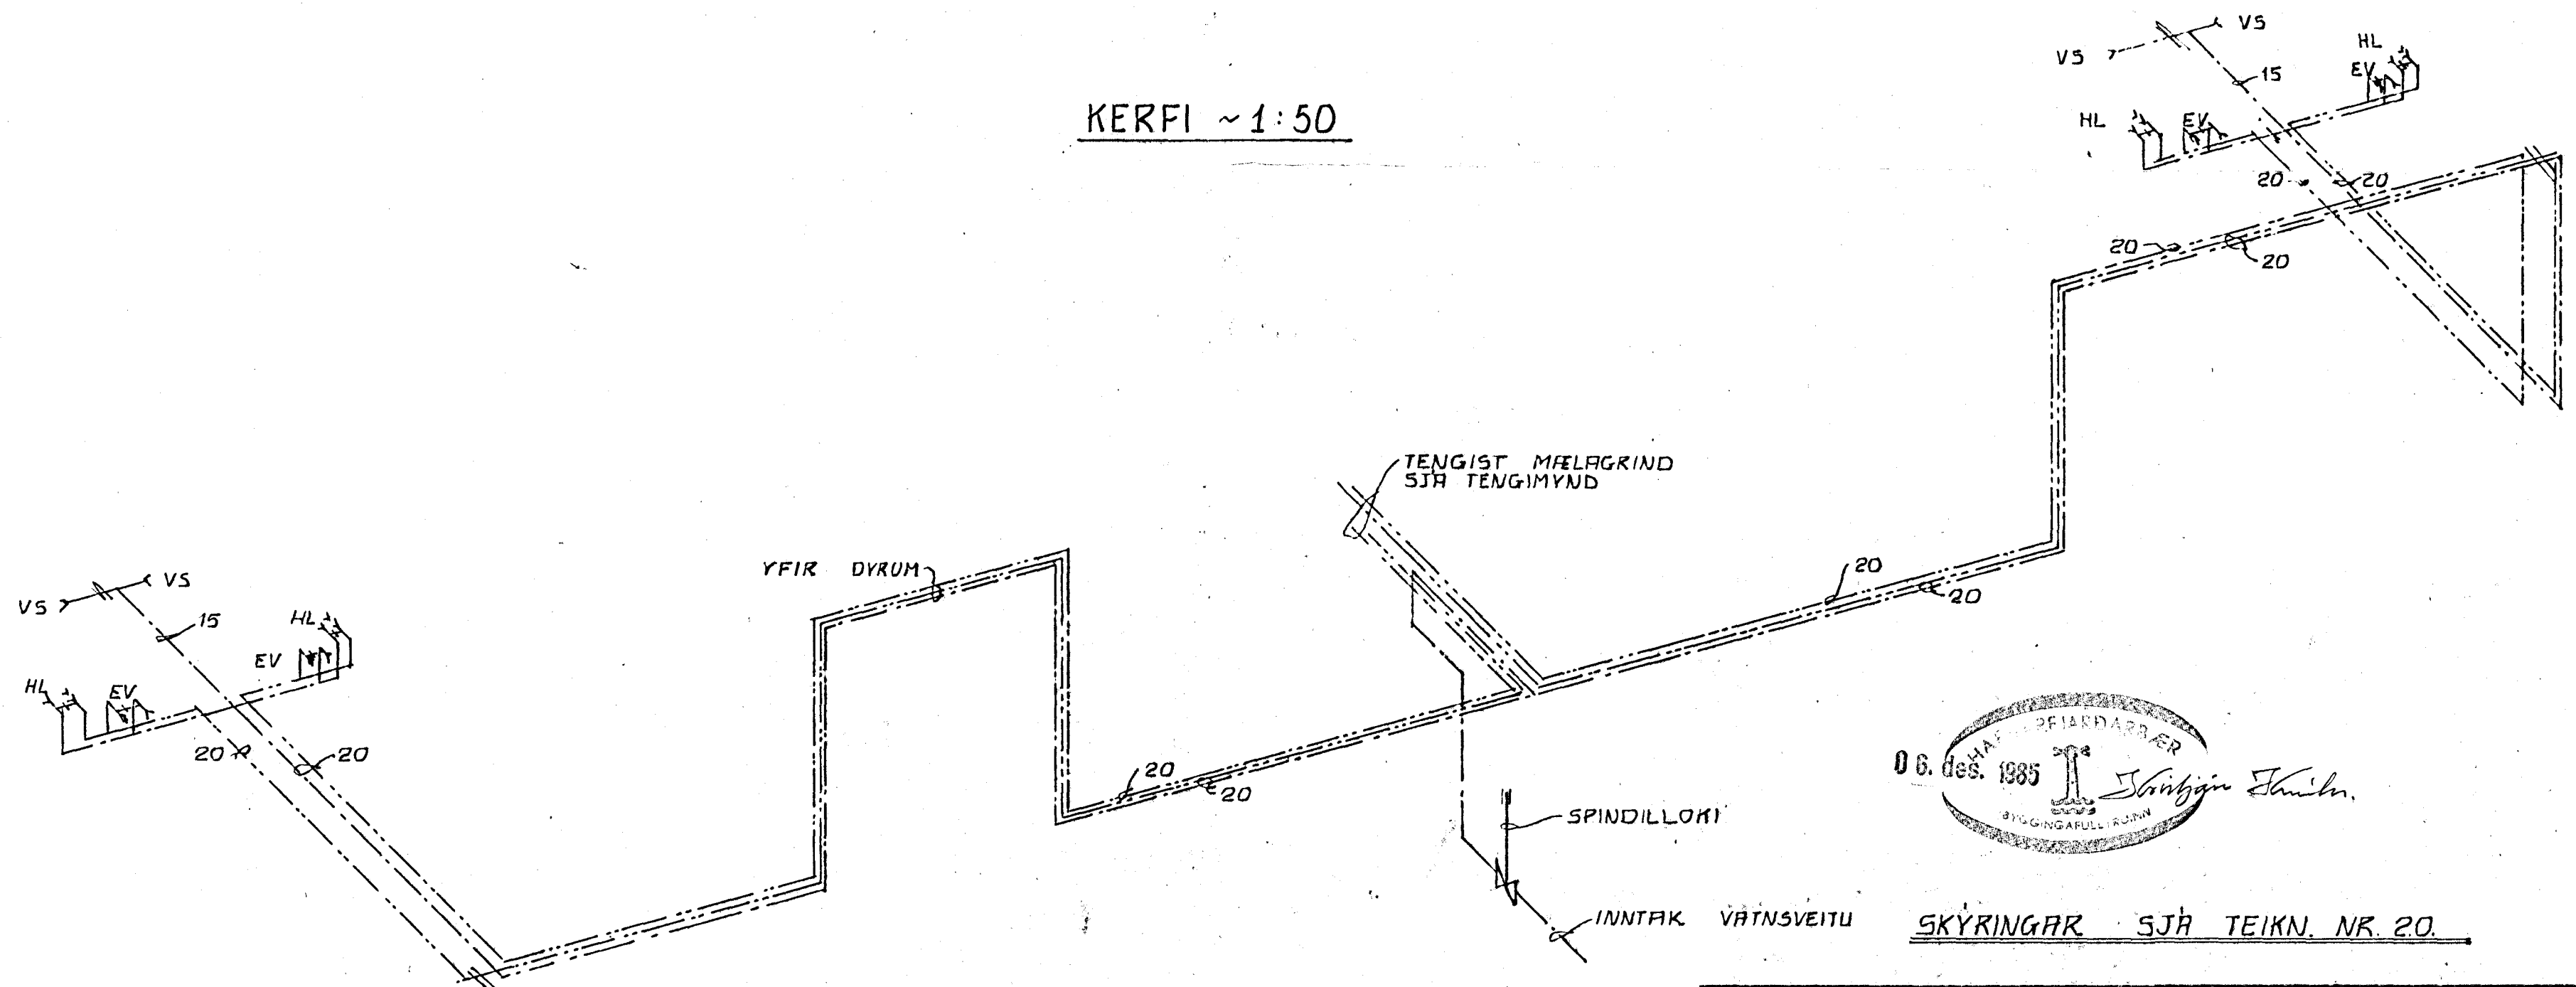 KERFI ~ 1:50
VS
VS
15
HL
EV
HL
EV
20
20
20
20
TENGIST MÆLAGRIND
SJÁ TENGIMYND
YFIR DYRUM
20
20
VS
VS
15
HL
EV
HL
EV
20
20
20
20
SPINDILLOKI
INNTAK VATNSVEITU
06. des. 1985
BYGGINGAFULLTRÚINN
SKÝRINGAR SJÁ TEIKN. NR. 20.